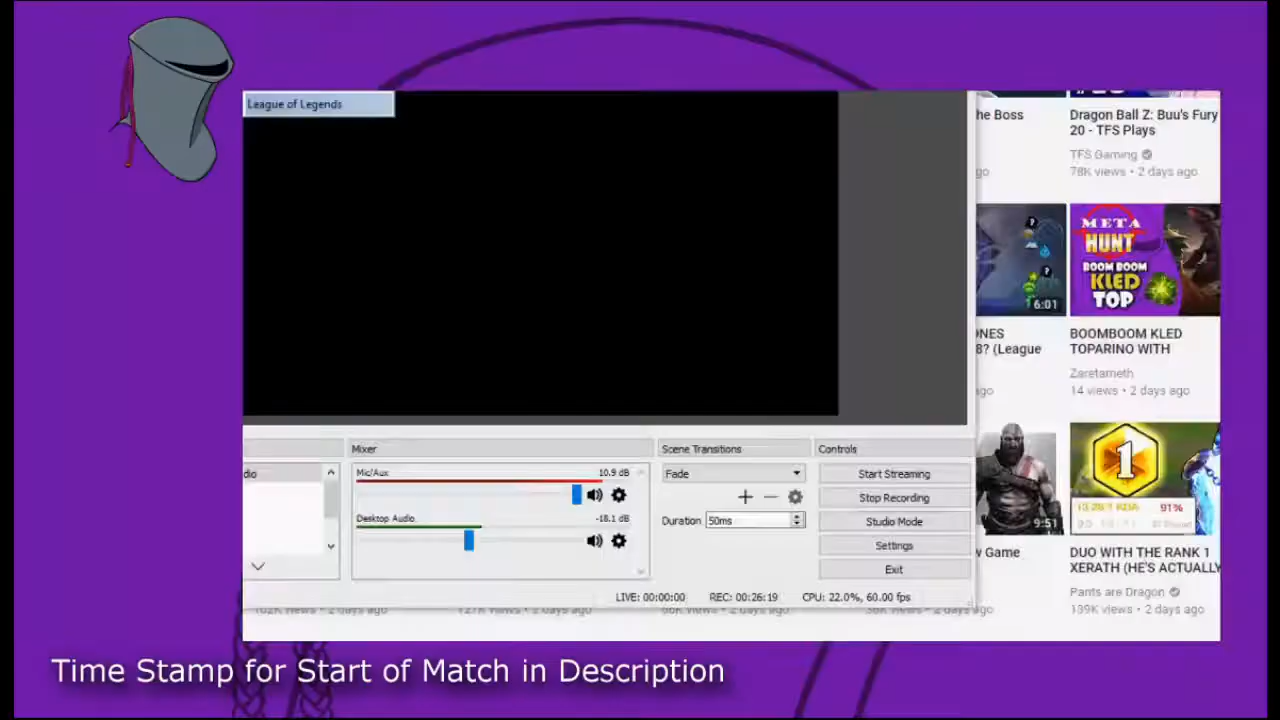 League of Legends
he Boss
Dragon Ball Z: Buu's Fury
20 - TFS Plays
TFS Gaming
go
78K views • 2 days ago
META
HUNT
BOOM BOOM
KLED
TOP
6:01
ONES
8? (League
BOOMBOOM KLED
TOPARINO WITH
Zaretameth
ago
14 views • 2 days ago
1
91%
9:51
w Game
DUO WITH THE RANK 1
XERATH (HE'S ACTUALLY
Pants are Dragon
139K views • 2 days ago
Mixer
Scene Transitions
Controls
dio
Mic/Aux
10.9 dB
Fade
Start Streaming
Stop Recording
Desktop Audio
-18.1 dB
Duration
50ms
Studio Mode
Settings
Exit
LIVE: 00:00:00
REC: 00:26:19
CPU: 22.0%, 60.00 fps
Time Stamp for Start of Match in Description